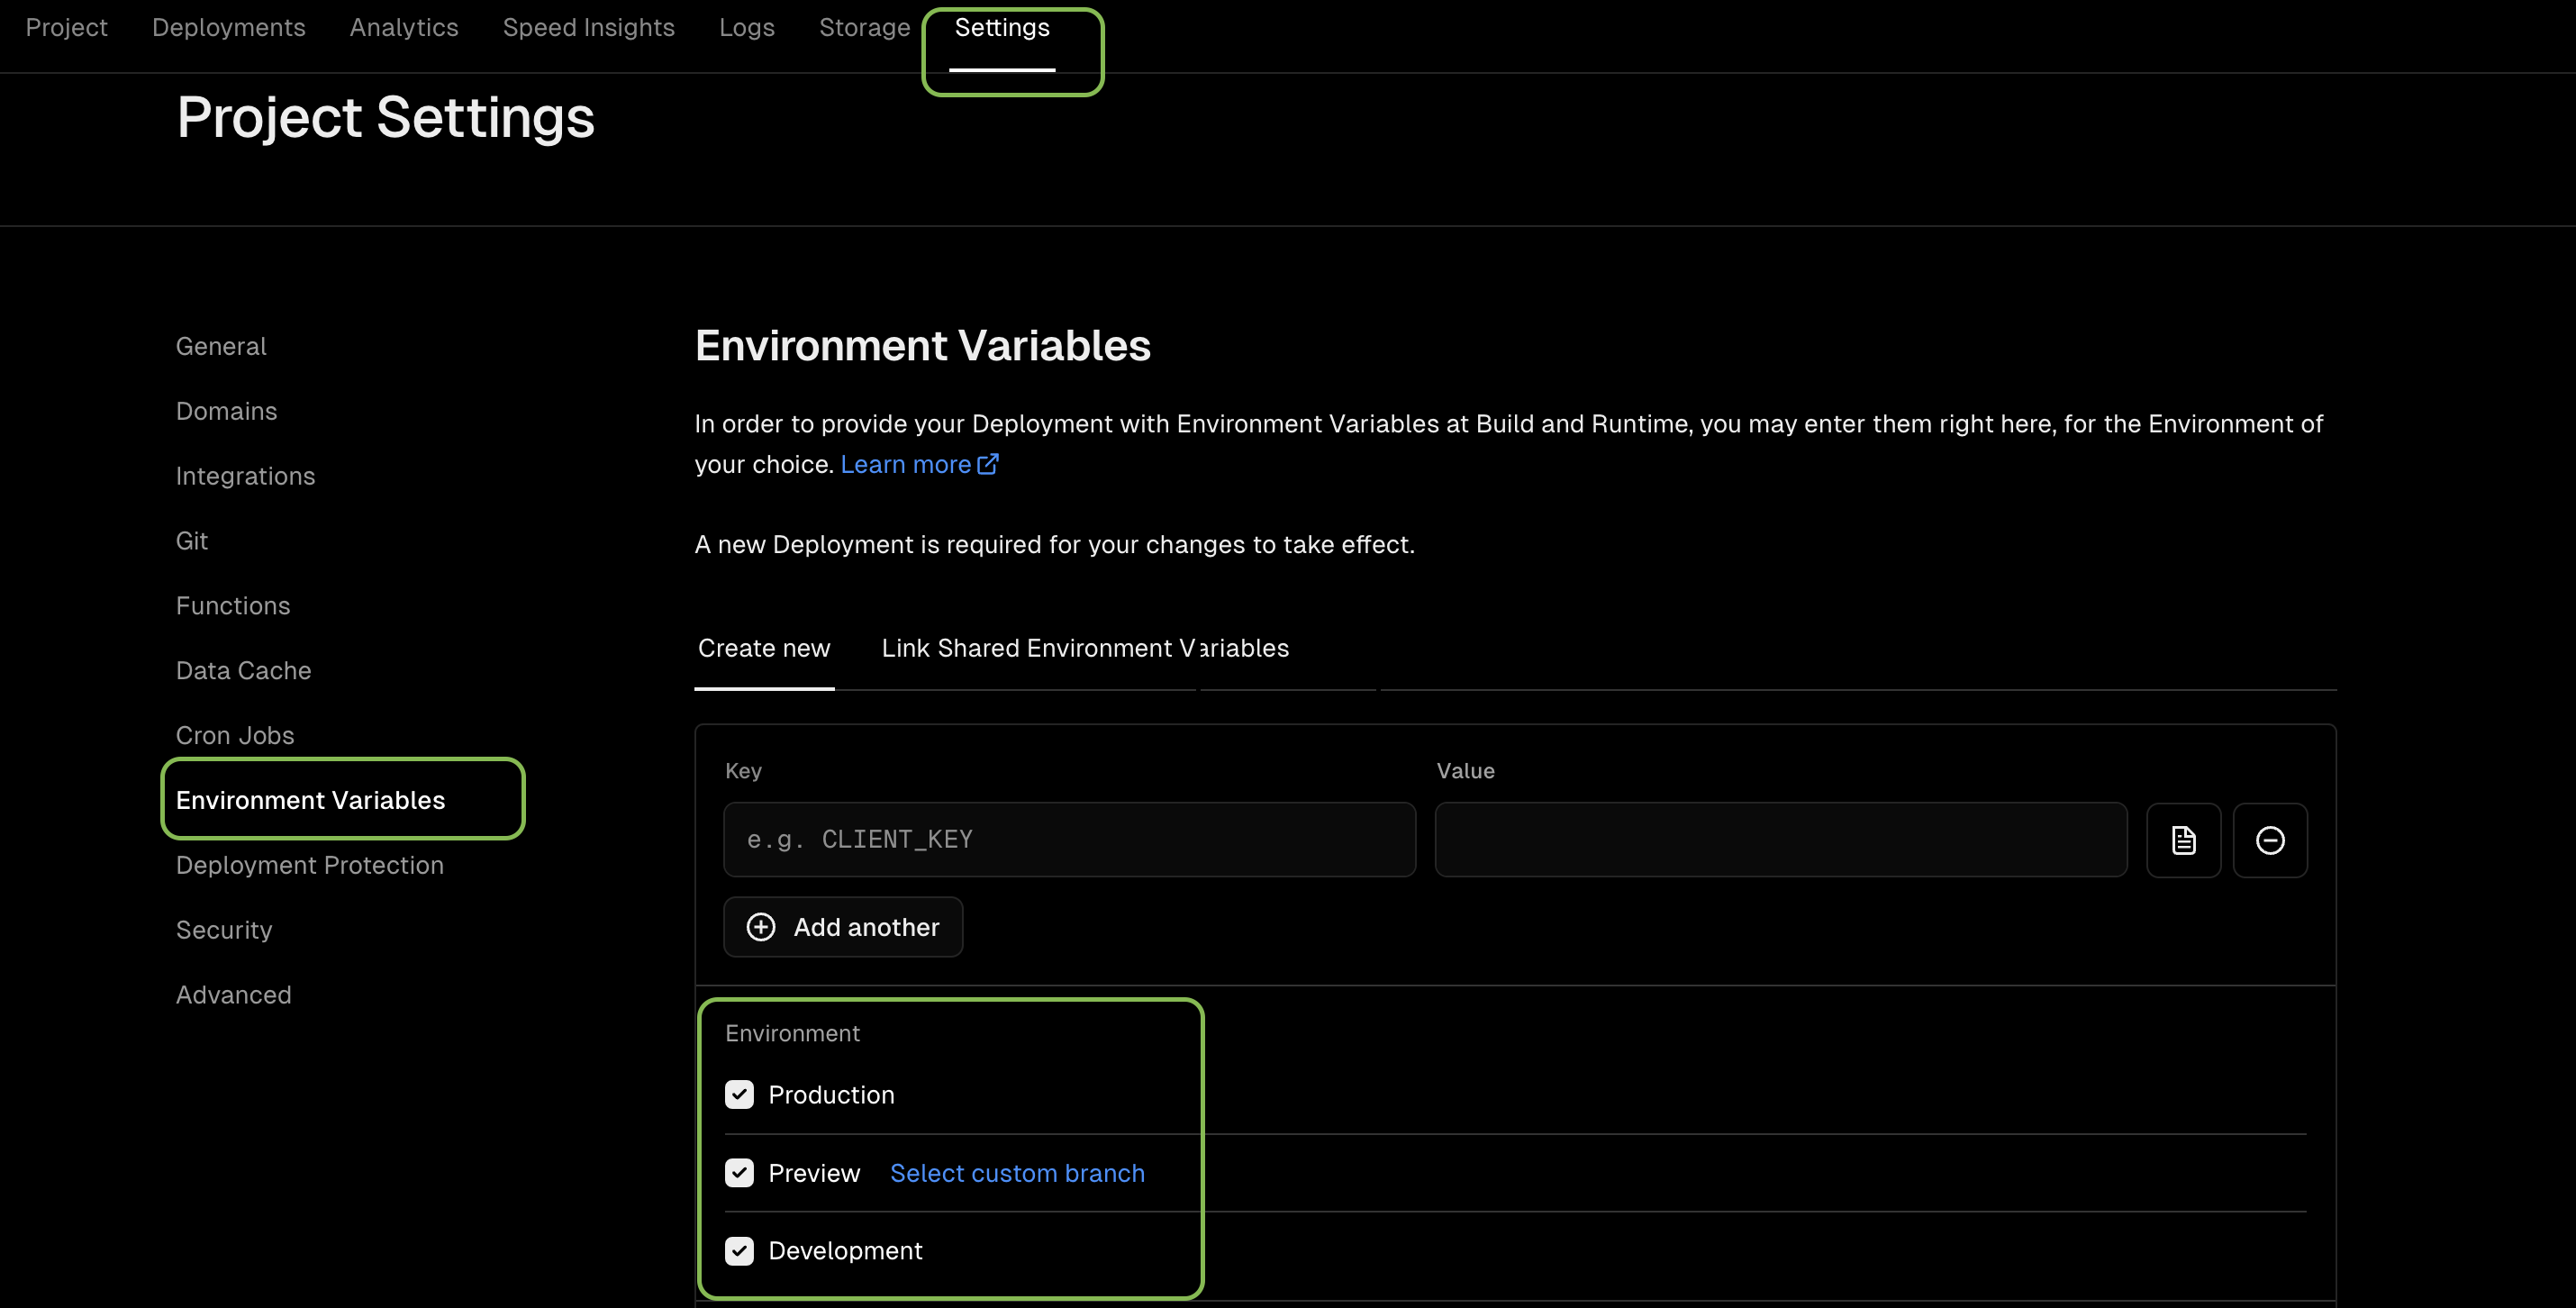 Project Deployments Analytics Speed Insights Logs Storage Settings
Project Settings
General
Domains
Integrations
Git
Functions
Data Cache
Cron Jobs
Environment Variables
Deployment Protection
Security
Advanced
Environment Variables
In order to provide your Deployment with Environment Variables at Build and Runtime, you may enter them right here, for the Environment of
your choice. Learn more
A new Deployment is required for your changes to take effect.
Create new Link Shared Environment Variables
Key Value
e.g. CLIENT_KEY
Add another
Environment
Production
Preview Select custom branch
Development